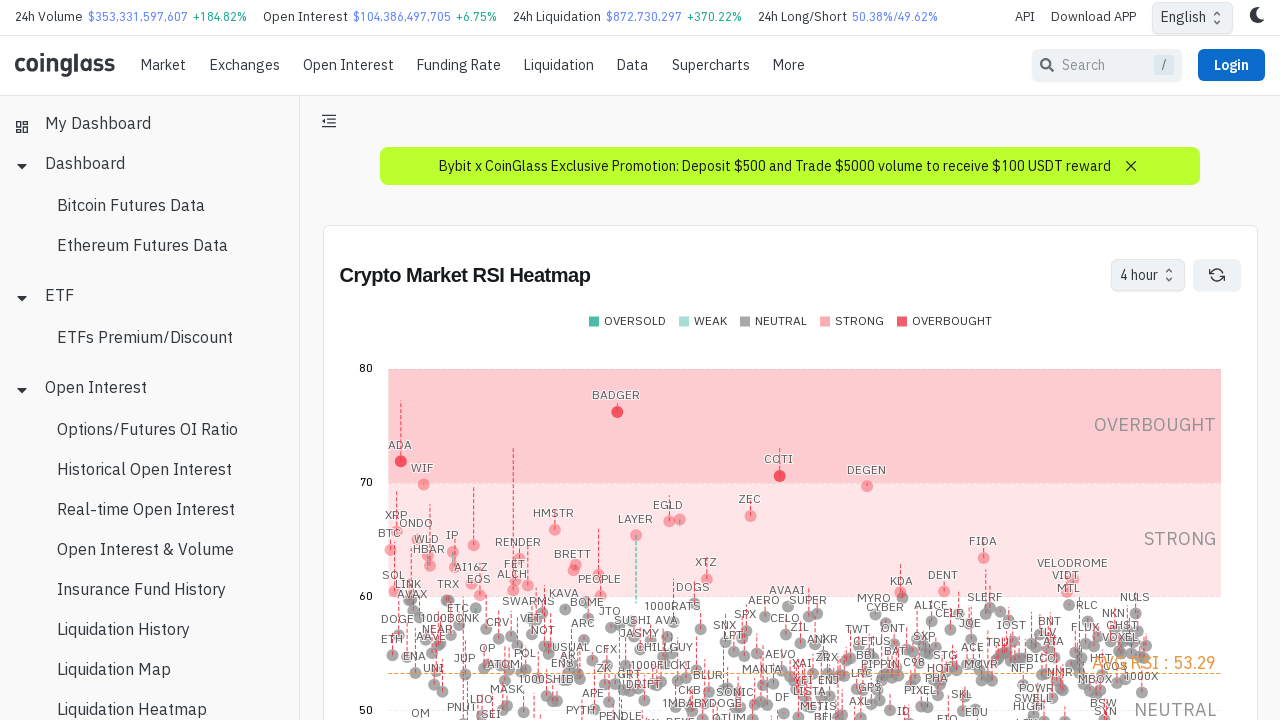 24h Volume $353,331,597,607 +184.82% Open Interest $104,386,497,705 +6.75% 24h Liquidation $872,730,297 +370.22% 24h Long/Short 50.38%/49.62% API Download APP English
coinglass Market Exchanges Open Interest Funding Rate Liquidation Data Supercharts More Search / Login
My Dashboard
Dashboard
Bitcoin Futures Data
Ethereum Futures Data
ETF
ETFs Premium/Discount
Open Interest
Options/Futures OI Ratio
Historical Open Interest
Real-time Open Interest
Open Interest & Volume
Insurance Fund History
Liquidation History
Liquidation Map
Liquidation Heatmap
Bybit x CoinGlass Exclusive Promotion: Deposit $500 and Trade $5000 volume to receive $100 USDT reward
Crypto Market RSI Heatmap 4 hour
OVERSOLD WEAK NEUTRAL STRONG OVERBOUGHT
80
BADGER
OVERBOUGHT
ADA
COTI
WIF DEGEN
70
ZEC
EGLD
XRP HMSTR LAYER
ONDO
BTC WLD IP RENDER FIDA STRONG
HBAR BRETT
XTZ VELODROME
FET
AI16Z
SOL ALCH PEOPLE DENT VIDT
LINK TRX EOS DOGS KDA MTL
AVAX KAVA AVAAI
60
SWARMS BOME 1000RATS AERO SUPER MYRO SLERF NULS
ETC JTO SPX CYBER ALICE RLC
DOGE 1000BONK CRV VET ARC SUSHI AVA CELO CELR NKN
NEAR NOT JASMY SNX ZIL TWT ONT JOE IOST BNT FLUX GHST
ETH AAVE LPT ANKR CETUS SXP TRU ILV VOXEL
OP POL USUAL CFX CHILLGUY AEVO BAT ACE ATA
ENA JUP ATOM 1000FLOKI XAI ZRX PIPPIN C98 STG BICO AVG RSI : 53.29
UNI ZK GRT MANTA LRC HOT MOVR NFP NMR
1000SHIB DRIFT BLUR PHA MBOX 1000X
MASK APE CKB SONIC LISTA GRS PIXEL SKL POWR
PNUT LDO PYTH 1MBABYDOGE DF METIS AXL HIGH BSW
OM SEI PENDLE QTUM ID EDU SYN NEUTRAL